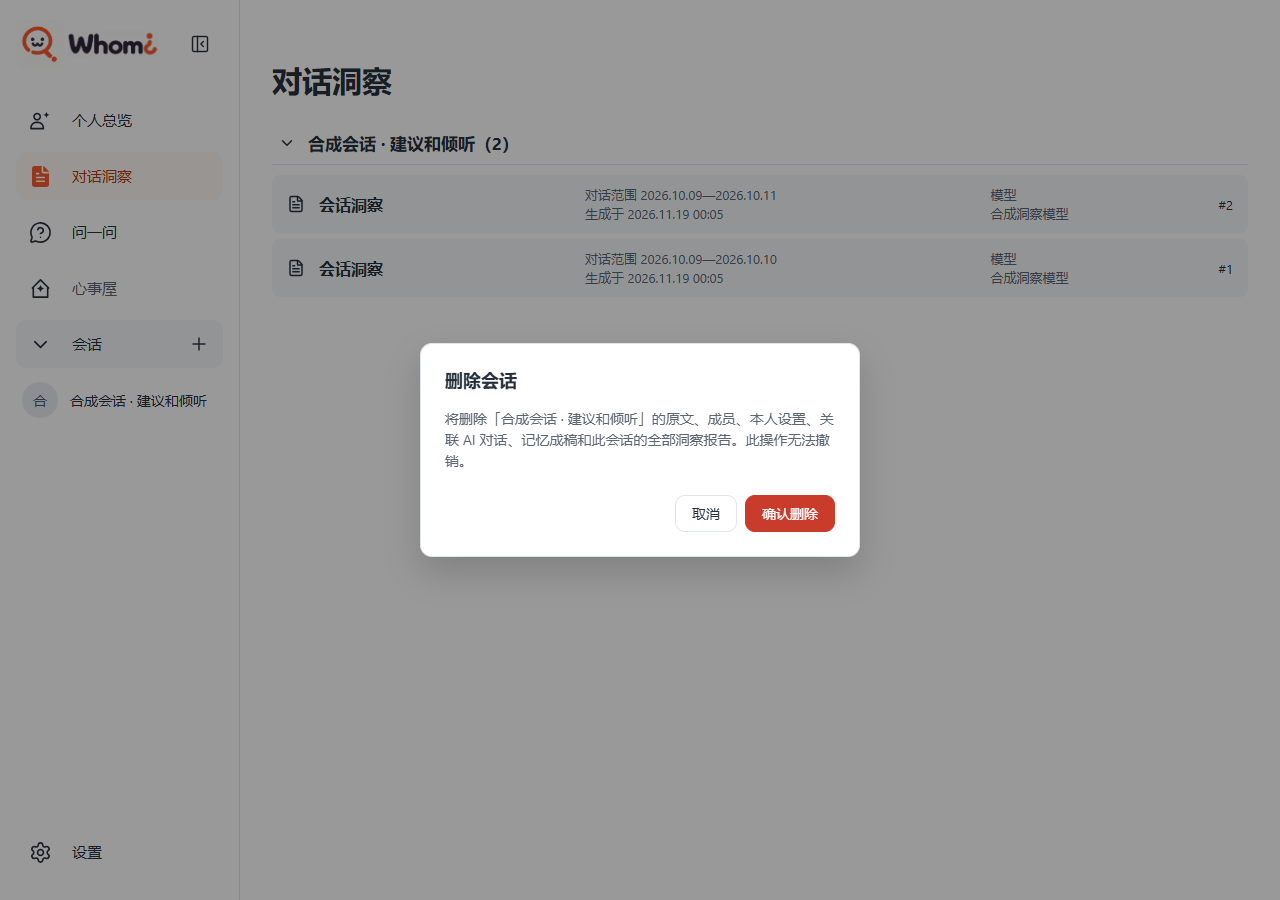 Whomi
个人总览
对话洞察
问一问
心事屋
会话
合
合成会话 · 建议和倾听
设置
对话洞察
合成会话 · 建议和倾听（2）
会话洞察
对话范围 2026.10.09—2026.10.11
生成于 2026.11.19 00:05
模型
合成洞察模型
#2
会话洞察
对话范围 2026.10.09—2026.10.10
生成于 2026.11.19 00:05
模型
合成洞察模型
#1
删除会话
将删除「合成会话 · 建议和倾听」的原文、成员、本人设置、关
联 AI 对话、记忆成稿和此会话的全部洞察报告。此操作无法撤
销。
取消
确认删除